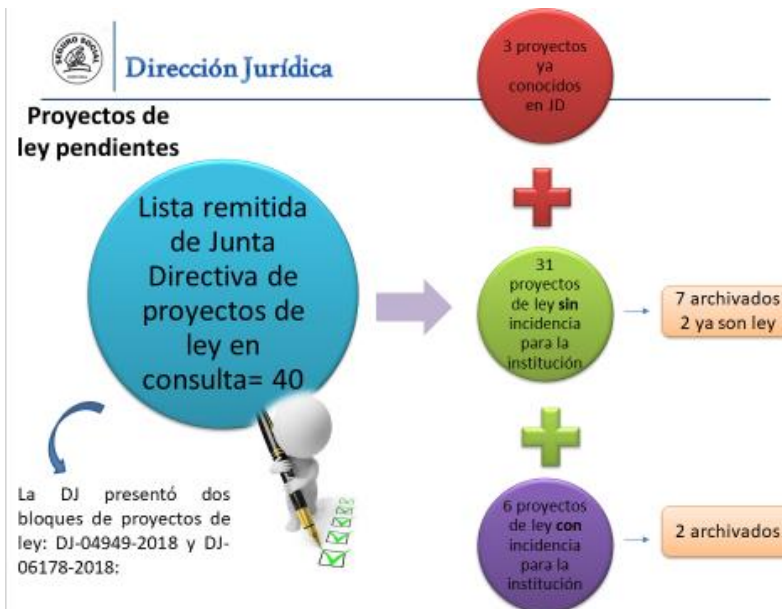 SEGURO SOCIAL
Dirección Jurídica
Proyectos de
ley pendientes
Lista remitida
de Junta
Directiva de
proyectos de
ley en
consulta= 40
La DJ presentó dos
bloques de proyectos de
ley: DJ-04949-2018 y DJ-
06178-2018:
3 proyectos
ya
conocidos
en JD
31
proyectos
de ley sin
incidencia
para la
institución
7 archivados
2 ya son ley
6 proyectos
de ley con
incidencia
para la
institución
2 archivados